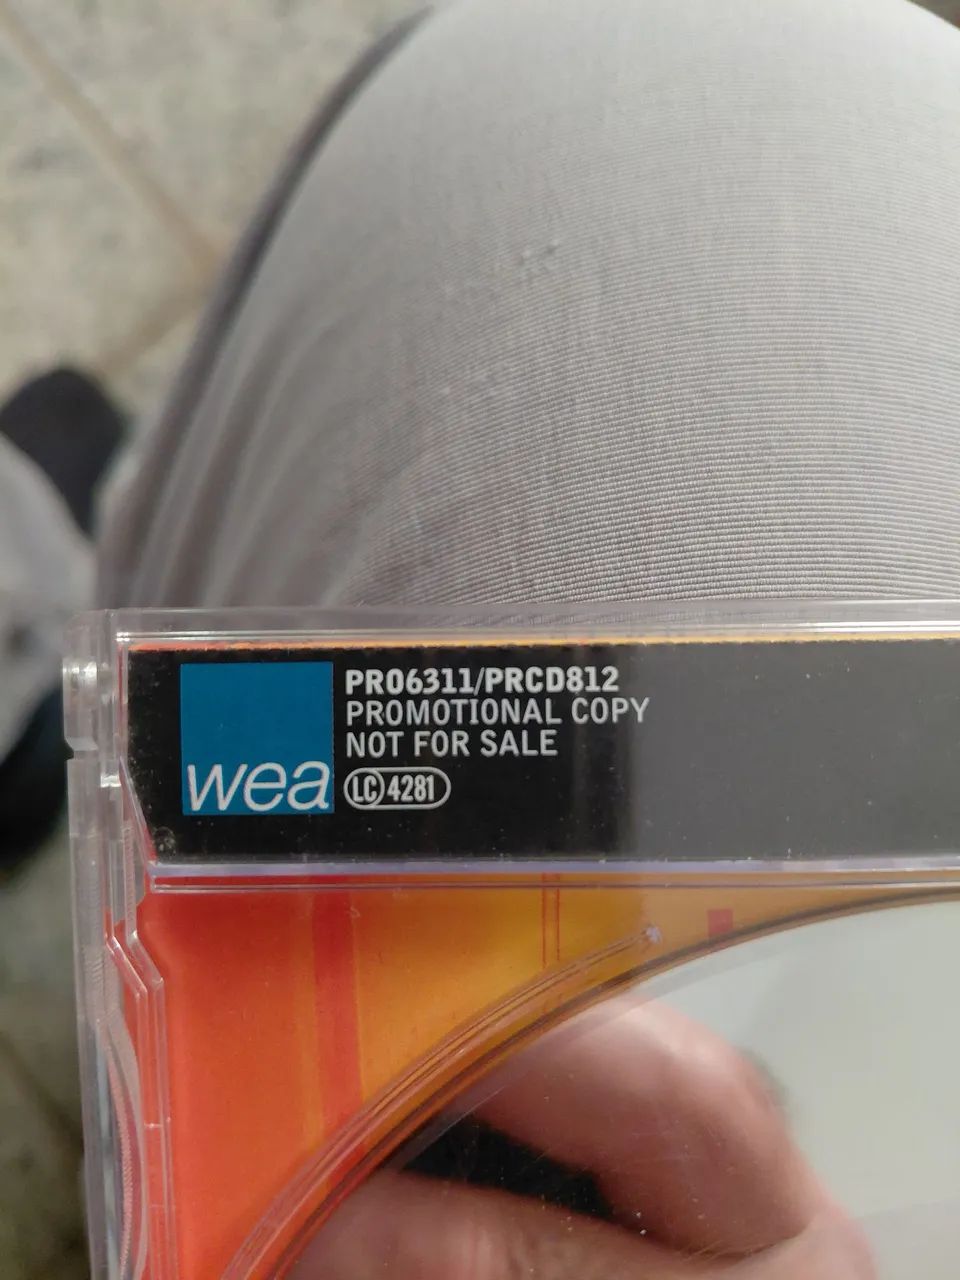 wea
PRO6311/PRCD812
PROMOTIONAL COPY
NOT FOR SALE
LC 4281